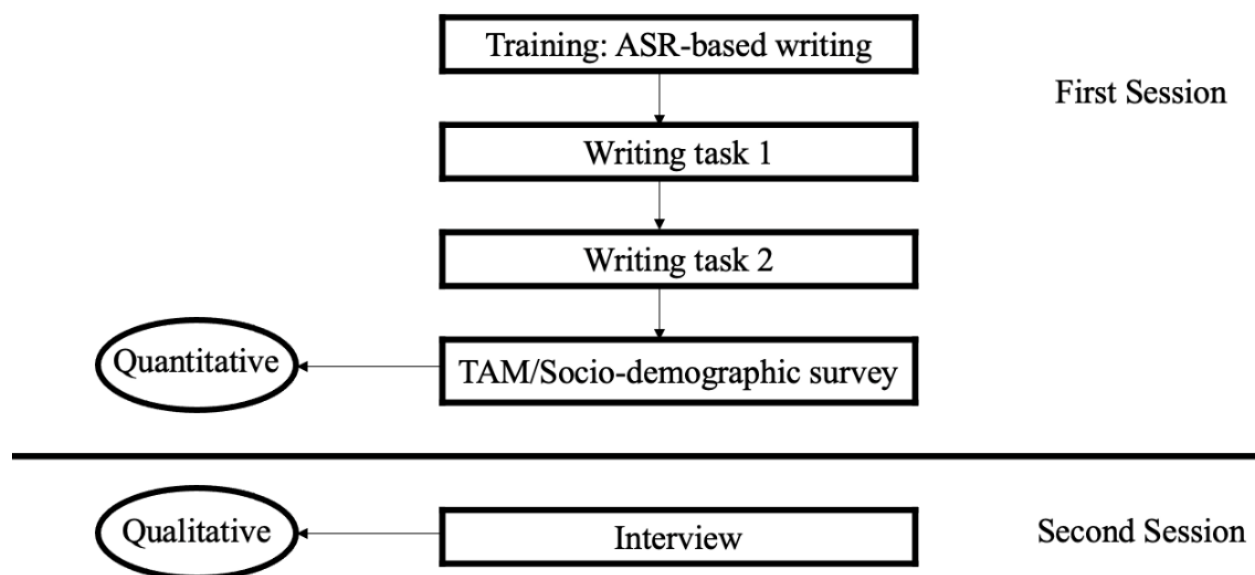 Training: ASR-based writing
First Session
Writing task 1
Writing task 2
Quantitative
TAM/Socio-demographic survey
Qualitative
Interview
Second Session